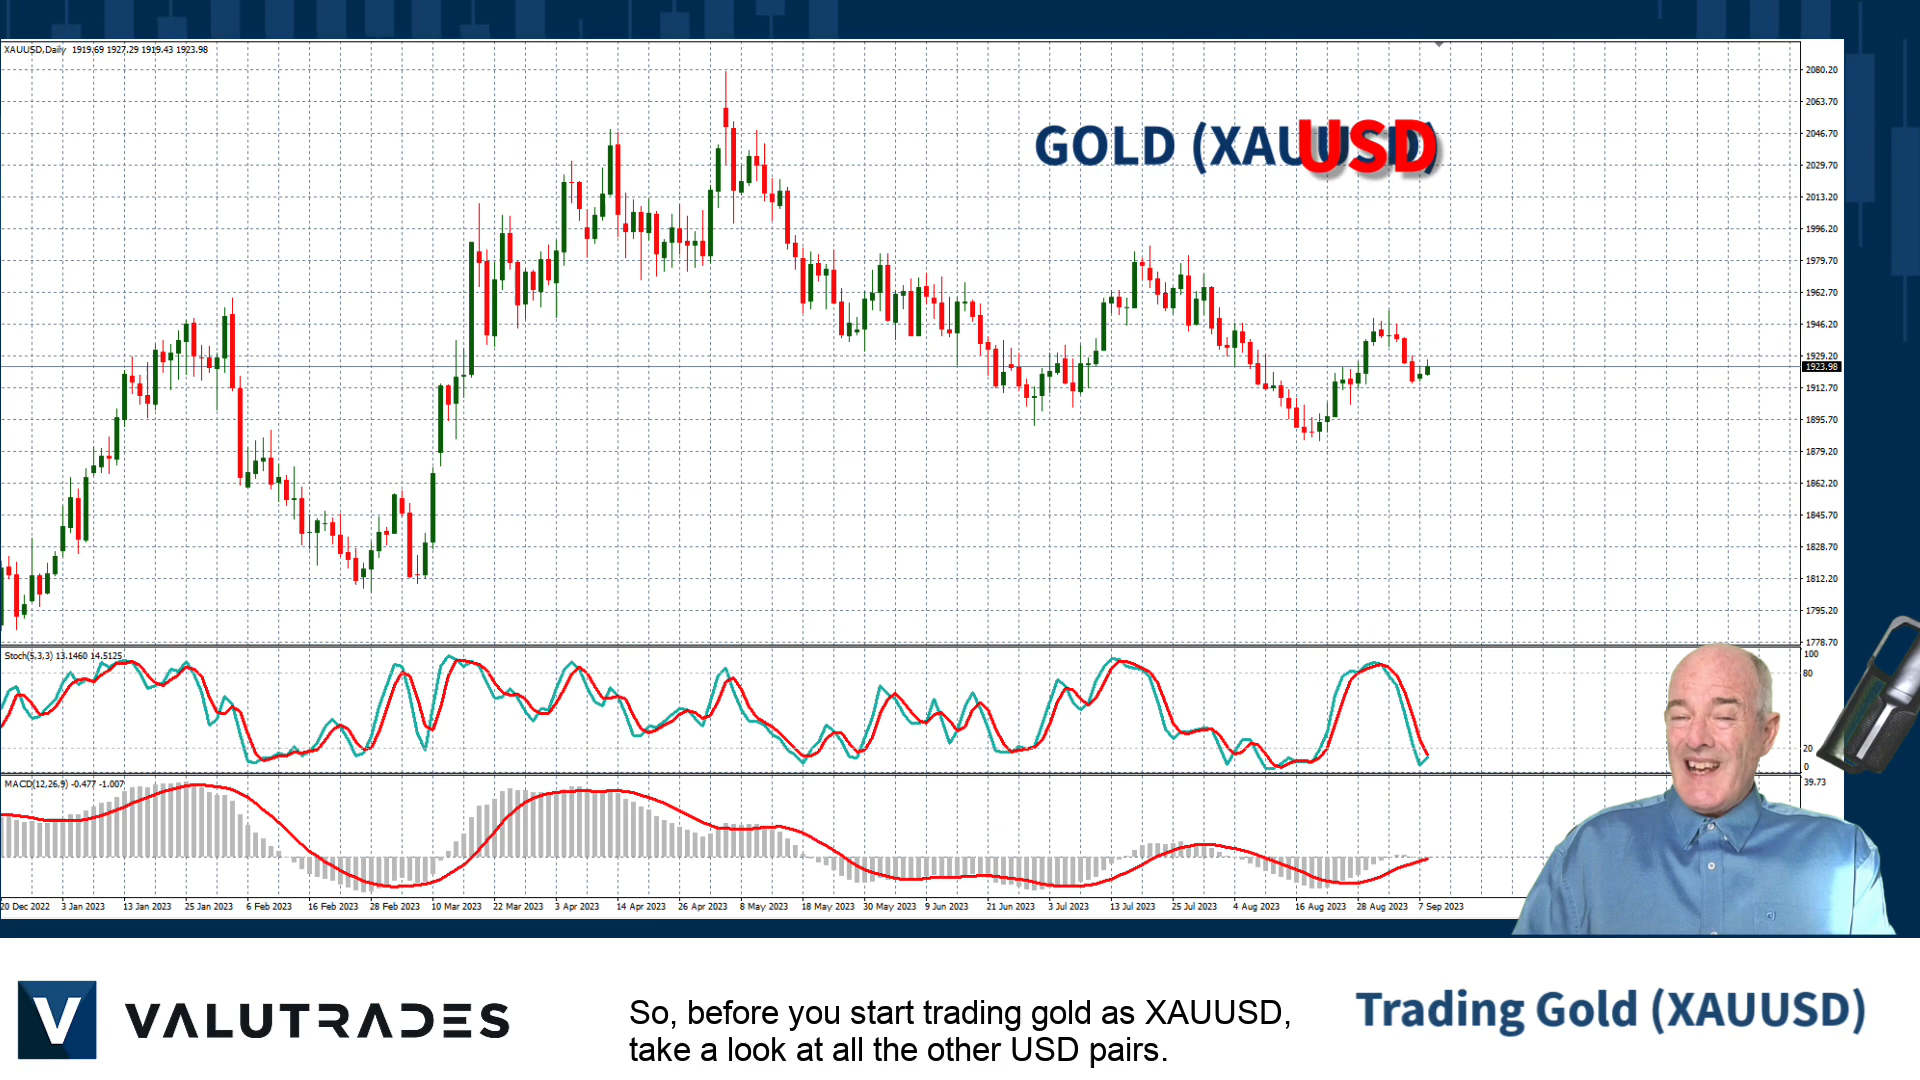 XAUUSD,Daily 1919.69 1927.29 1919.43 1923.98
GOLD (XAUUSD)
USD
2080.20
2063.70
2046.70
2029.70
2013.20
1996.20
1979.70
1962.70
1946.20
1929.20
1923.98
1912.70
1895.70
1879.20
1862.20
1845.70
1828.70
1812.20
1795.20
1778.70
Stoch(5,3,3) 13.1460 14.5125
100
80
20
0
MACD(12,26,9) -0.477 -1.007
39.73
20 Dec 2022 3 Jan 2023 13 Jan 2023 25 Jan 2023 6 Feb 2023 16 Feb 2023 28 Feb 2023 10 Mar 2023 22 Mar 2023 3 Apr 2023 14 Apr 2023 26 Apr 2023 8 May 2023 18 May 2023 30 May 2023 9 Jun 2023 21 Jun 2023 3 Jul 2023 13 Jul 2023 25 Jul 2023 4 Aug 2023 16 Aug 2023 28 Aug 2023 7 Sep 2023
V VALUTRADES
So, before you start trading gold as XAUUSD,
take a look at all the other USD pairs.
Trading Gold (XAUUSD)